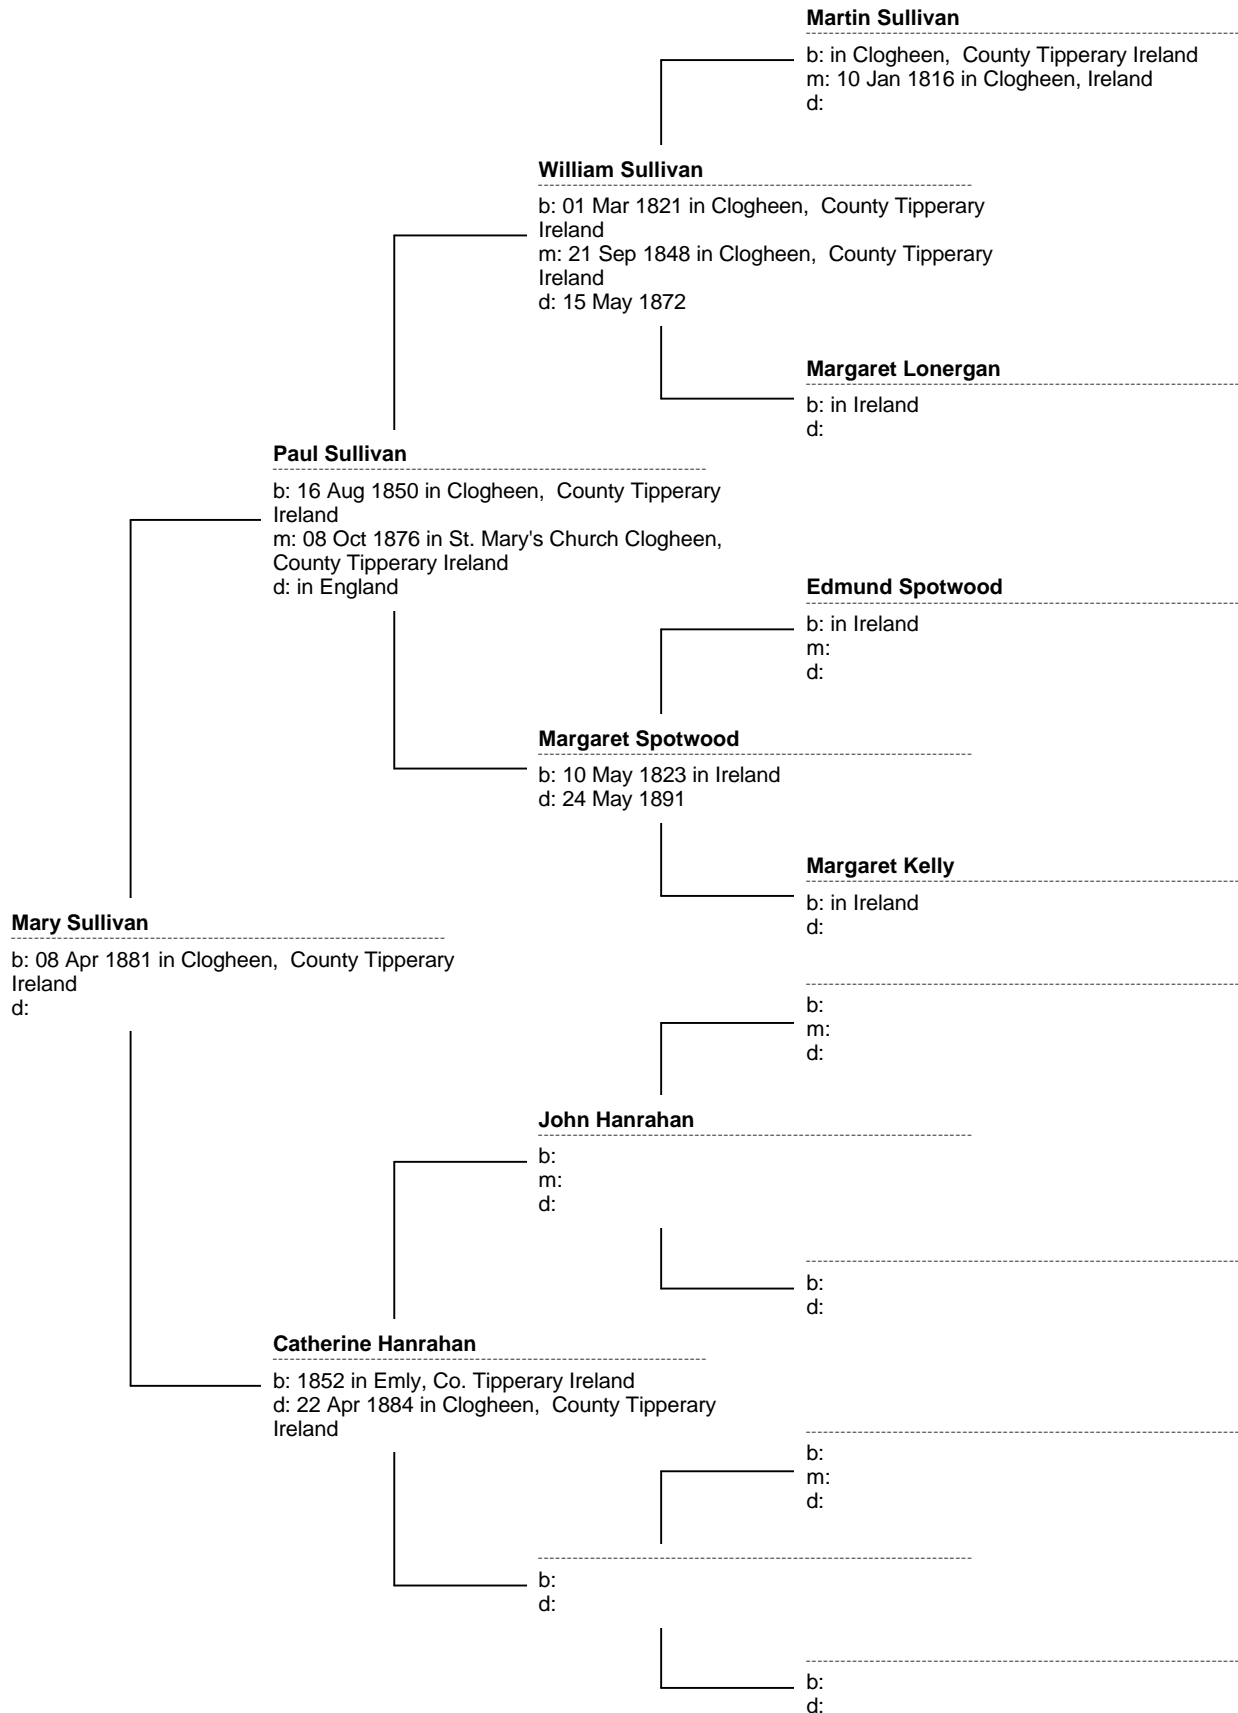 Martin Sullivan
b: in Clogheen, County Tipperary Ireland
m: 10 Jan 1816 in Clogheen, Ireland
d:
William Sullivan
b: 01 Mar 1821 in Clogheen, County Tipperary
Ireland
m: 21 Sep 1848 in Clogheen, County Tipperary
Ireland
d: 15 May 1872
Margaret Lonergan
b: in Ireland
d:
Paul Sullivan
b: 16 Aug 1850 in Clogheen, County Tipperary
Ireland
m: 08 Oct 1876 in St. Mary's Church Clogheen,
County Tipperary Ireland
d: in England
Edmund Spotwood
b: in Ireland
m:
d:
Margaret Spotwood
b: 10 May 1823 in Ireland
d: 24 May 1891
Margaret Kelly
b: in Ireland
d:
Mary Sullivan
b: 08 Apr 1881 in Clogheen, County Tipperary
Ireland
d:
b:
m:
d:
John Hanrahan
b:
m:
d:
b:
d:
Catherine Hanrahan
b: 1852 in Emly, Co. Tipperary Ireland
d: 22 Apr 1884 in Clogheen, County Tipperary
Ireland
b:
m:
d:
b:
d:
b:
d: